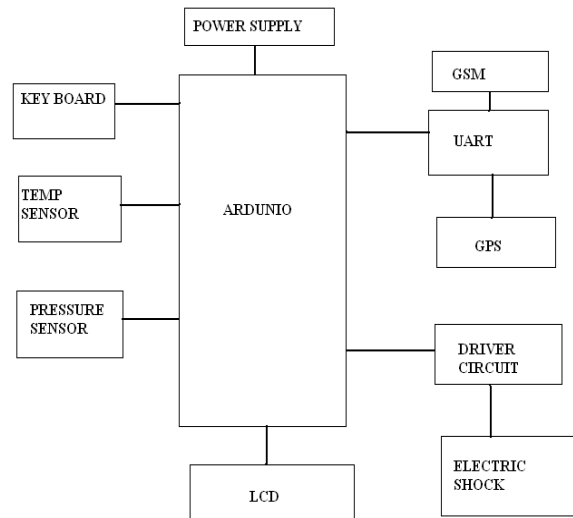 POWER SUPPLY
GSM
KEY BOARD
UART
TEMP
SENSOR
ARDUNIO
GPS
PRESSURE
SENSOR
DRIVER
CIRCUIT
ELECTRIC
SHOCK
LCD